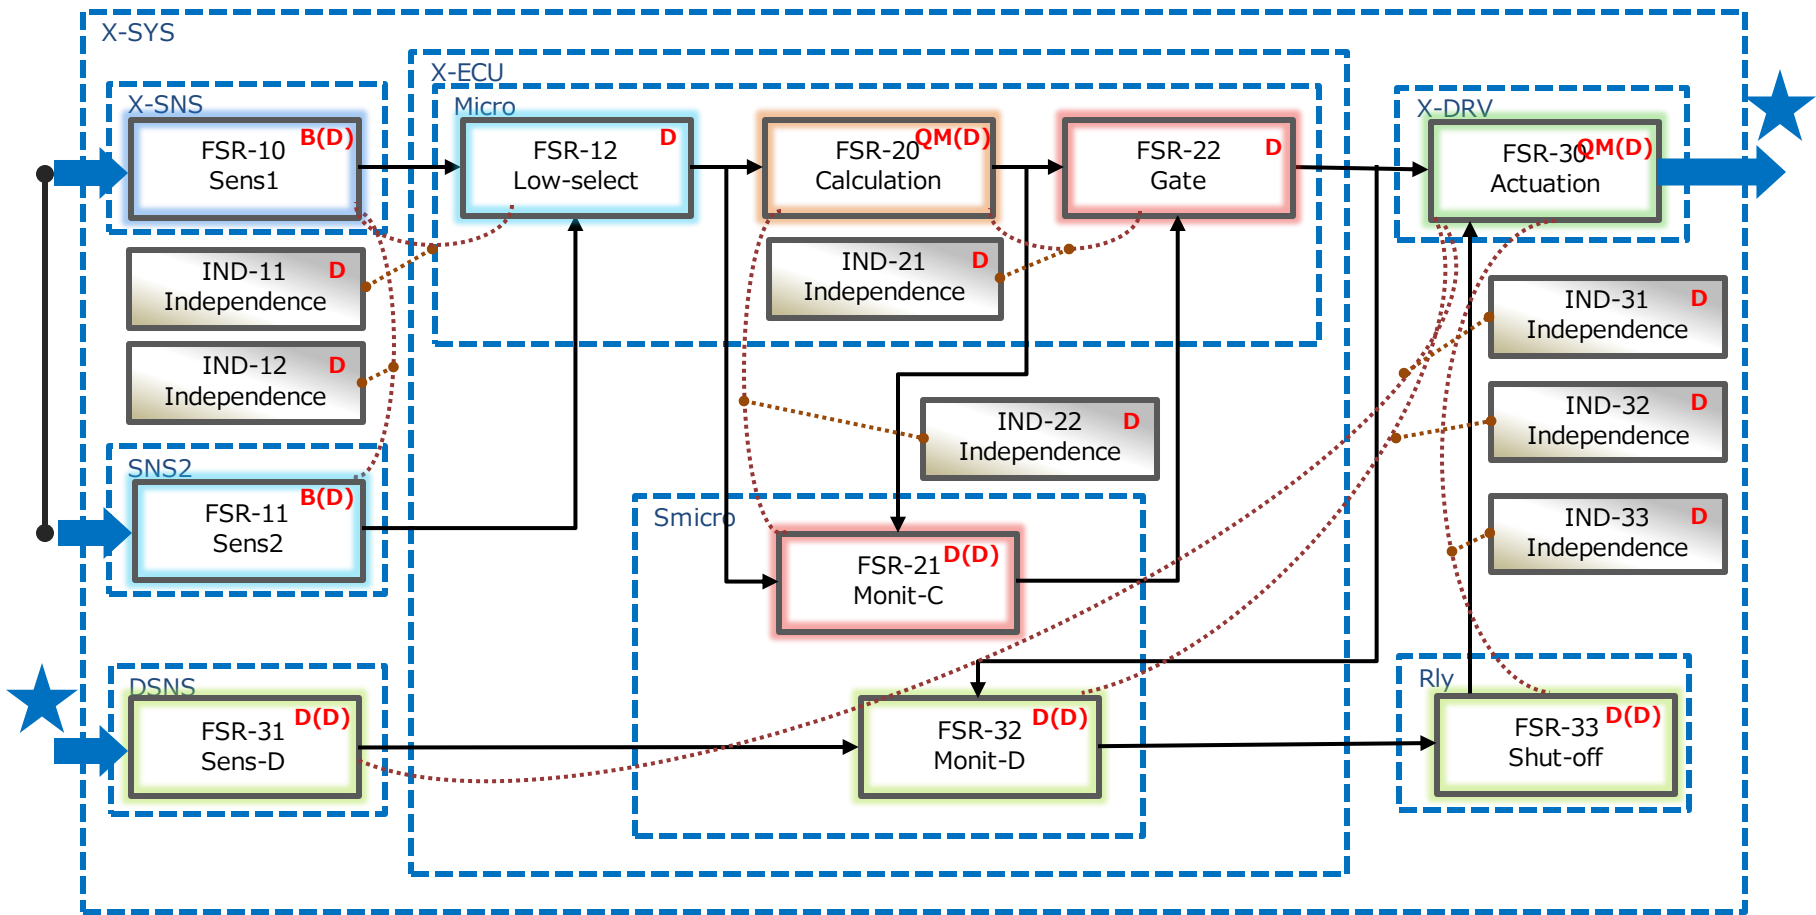 X-SYS
X-ECU
X-SNS
Micro
X-DRV
B(D)
FSR-10
Sens1
D
FSR-12
Low-select
QM(D)
FSR-20
Calculation
D
FSR-22
Gate
QM(D)
FSR-30
Actuation
IND-11 D
Independence
IND-21 D
Independence
IND-31 D
Independence
IND-12 D
Independence
IND-22 D
Independence
IND-32 D
Independence
SNS2
B(D)
FSR-11
Sens2
Smicro
D(D)
FSR-21
Monit-C
IND-33 D
Independence
DSNS
D(D)
FSR-31
Sens-D
D(D)
FSR-32
Monit-D
Rly
D(D)
FSR-33
Shut-off